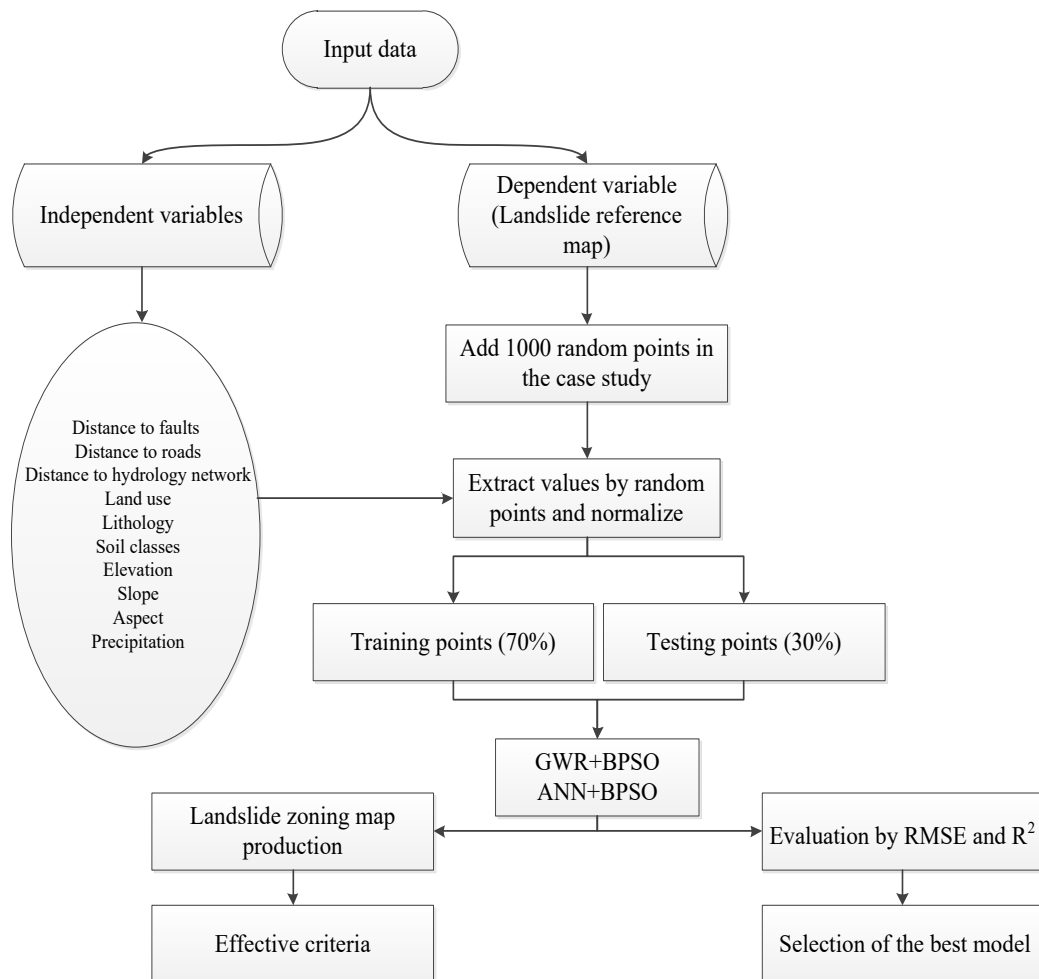 Input data
Independent variables
Dependent variable
(Landslide reference
map)
Add 1000 random points in
the case study
Distance to faults
Distance to roads
Distance to hydrology network
Land use
Lithology
Soil classes
Elevation
Slope
Aspect
Precipitation
Extract values by random
points and normalize
Training points (70%)
Testing points (30%)
GWR+BPSO
ANN+BPSO
Landslide zoning map
production
Evaluation by RMSE and R²
Effective criteria
Selection of the best model